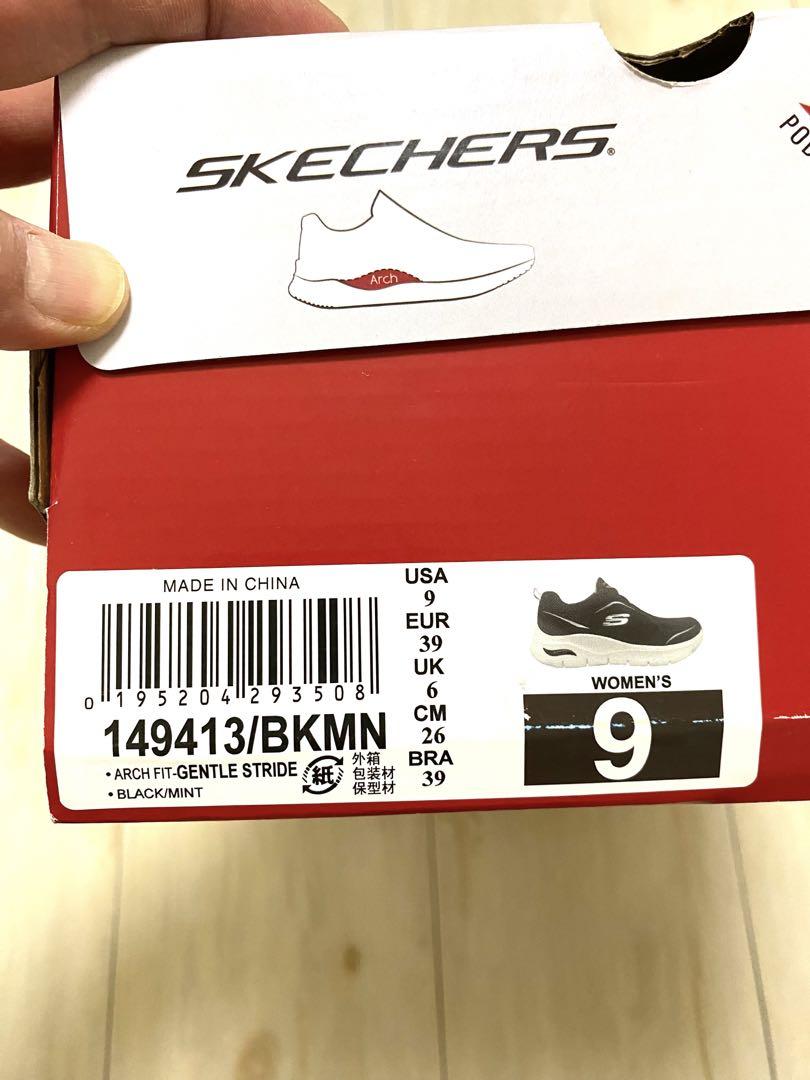 SKECHERS®
POD
Arch
MADE IN CHINA
0 195204 293508
149413/BKMN
• ARCH FIT-GENTLE STRIDE
• BLACK/MINT
紙
外箱
包装材
保型材
USA
9
EUR
39
UK
6
CM
26
BRA
39
S
WOMEN'S
9